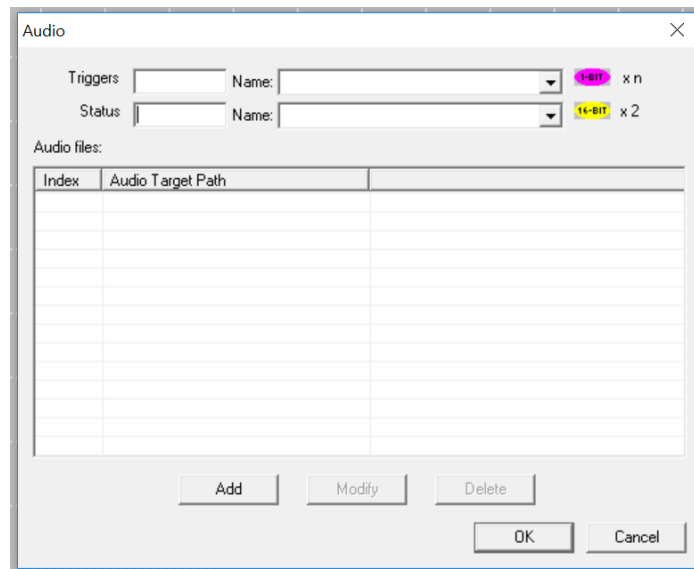 Audio
Triggers Name: 1-BIT x n
Status Name: 16-BIT x 2
Audio files:
Index Audio Target Path
Add Modify Delete
OK Cancel